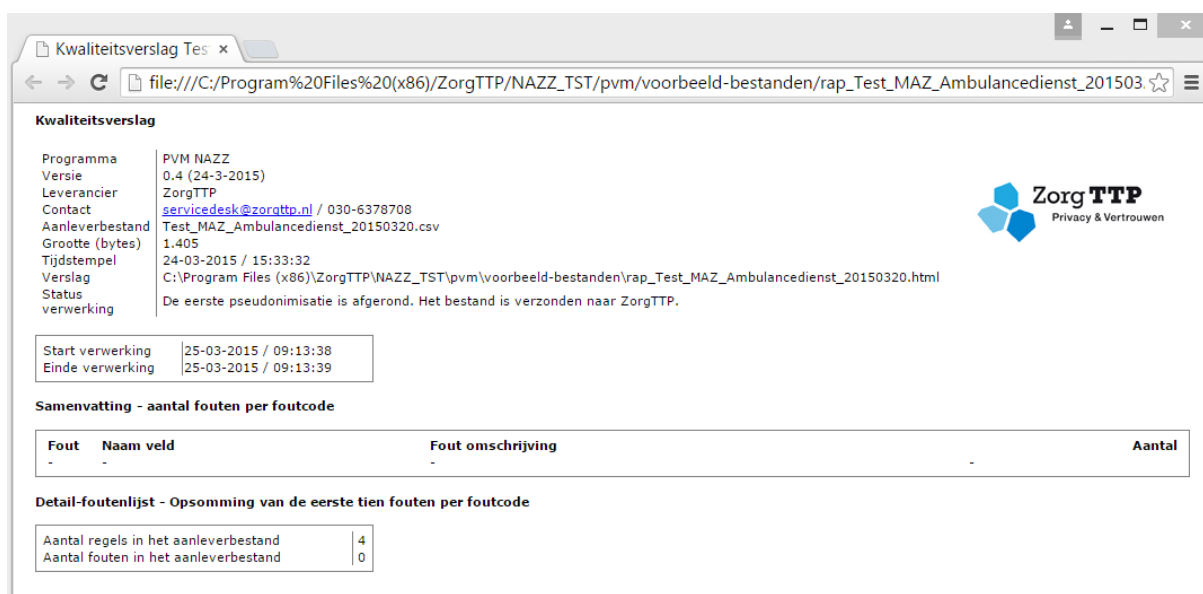 Kwaliteitsverslag Tes
file:///C:/Program%20Files%20(x86)/ZorgTTP/NAZZ_TST/pvm/voorbeeld-bestanden/rap_Test_MAZ_Ambulancedienst_201503.
Kwaliteitsverslag
Programma PVM NAZZ
Versie 0.4 (24-3-2015)
Leverancier ZorgTTP
Contact servicedesk@zorgttp.nl / 030-6378708
Aanleverbestand Test_MAZ_Ambulancedienst_20150320.csv
Grootte (bytes) 1.405
Tijdstempel 24-03-2015 / 15:33:32
Verslag C:\Program Files (x86)\ZorgTTP\NAZZ_TST\pvm\voorbeeld-bestanden\rap_Test_MAZ_Ambulancedienst_20150320.html
Status verwerking De eerste pseudonimisatie is afgerond. Het bestand is verzonden naar ZorgTTP.
Zorg TTP
Privacy & Vertrouwen
Start verwerking 25-03-2015 / 09:13:38
Einde verwerking 25-03-2015 / 09:13:39
Samenvatting - aantal fouten per foutcode
Fout Naam veld Fout omschrijving Aantal
- - - -
Detail-foutenlijst - Opsomming van de eerste tien fouten per foutcode
Aantal regels in het aanleverbestand 4
Aantal fouten in het aanleverbestand 0